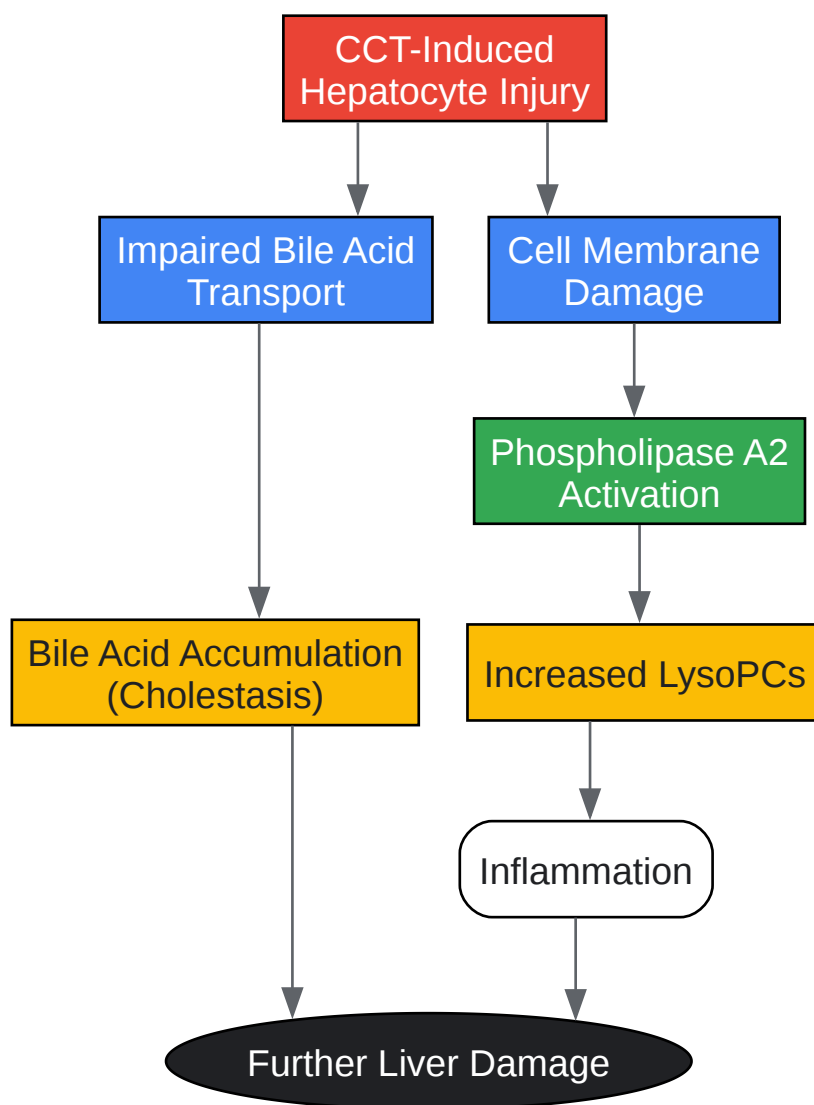 CCT-Induced
Hepatocyte Injury
Impaired Bile Acid
Transport
Cell Membrane
Damage
Phospholipase A2
Activation
Bile Acid Accumulation
(Cholestasis)
Increased LysoPCs
Inflammation
Further Liver Damage